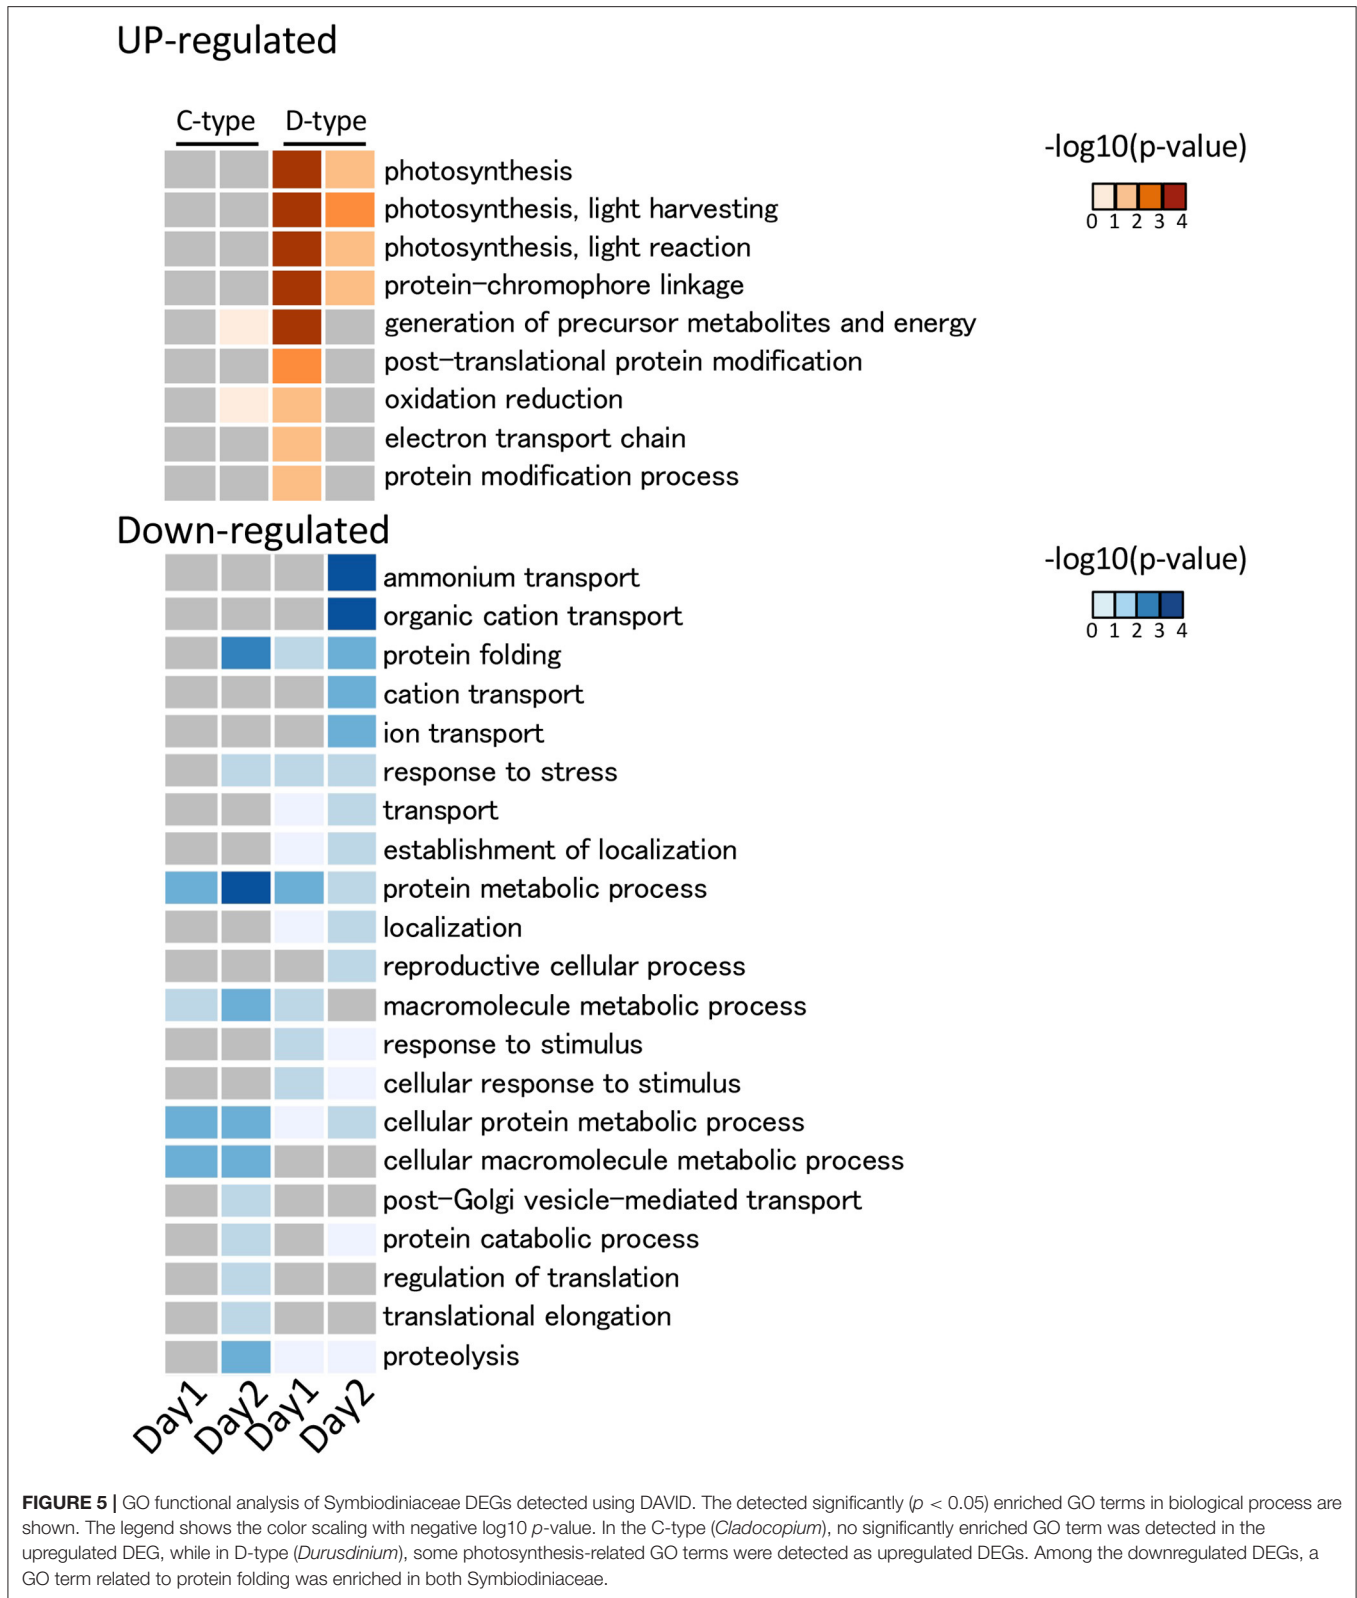 UP-regulated
C-type D-type
-log10(p-value)
0 1 2 3 4
photosynthesis
photosynthesis, light harvesting
photosynthesis, light reaction
protein-chromophore linkage
generation of precursor metabolites and energy
post-translational protein modification
oxidation reduction
electron transport chain
protein modification process
Down-regulated
-log10(p-value)
0 1 2 3 4
ammonium transport
organic cation transport
protein folding
cation transport
ion transport
response to stress
transport
establishment of localization
protein metabolic process
localization
reproductive cellular process
macromolecule metabolic process
response to stimulus
cellular response to stimulus
cellular protein metabolic process
cellular macromolecule metabolic process
post-Golgi vesicle-mediated transport
protein catabolic process
regulation of translation
translational elongation
proteolysis
Day1 Day2 Day1 Day2
FIGURE 5 | GO functional analysis of Symbiodiniaceae DEGs detected using DAVID. The detected significantly (p < 0.05) enriched GO terms in biological process are
shown. The legend shows the color scaling with negative log10 p-value. In the C-type (Cladocopium), no significantly enriched GO term was detected in the
upregulated DEG, while in D-type (Durusdinium), some photosynthesis-related GO terms were detected as upregulated DEGs. Among the downregulated DEGs, a
GO term related to protein folding was enriched in both Symbiodiniaceae.